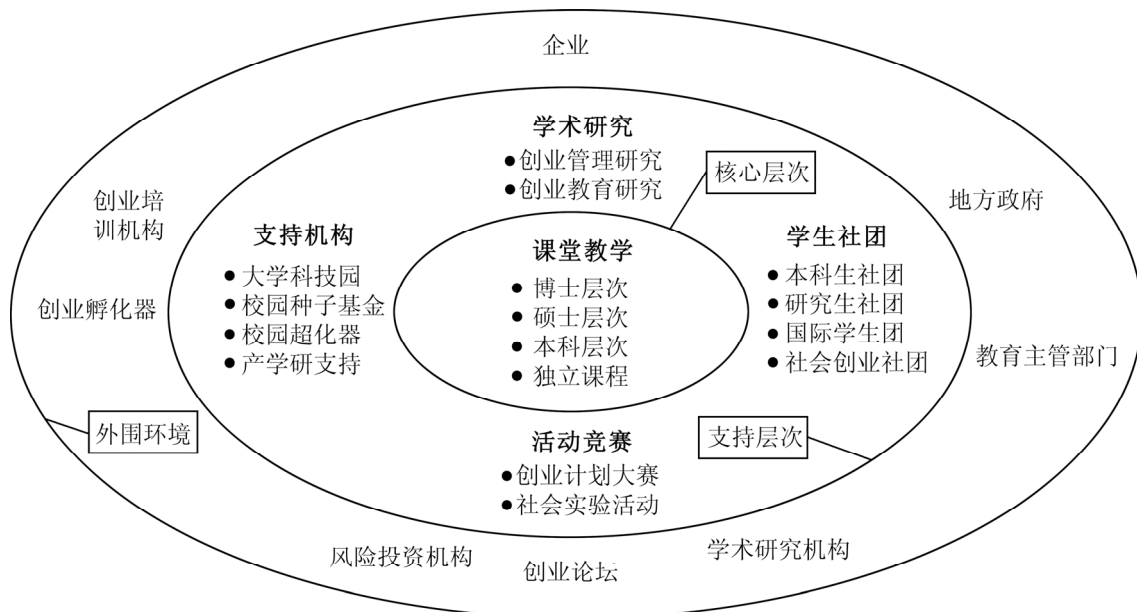 企业
学术研究
●创业管理研究
●创业教育研究
核心层次
创业培
训机构
地方政府
支持机构
●大学科技园
●校园种子基金
●校园超化器
●产学研支持
课堂教学
●博士层次
●硕士层次
●本科层次
●独立课程
学生社团
●本科生社团
●研究生社团
●国际学生团
●社会创业社团
创业孵化器
教育主管部门
外围环境
活动竞赛
●创业计划大赛
●社会实验活动
支持层次
风险投资机构
创业论坛
学术研究机构